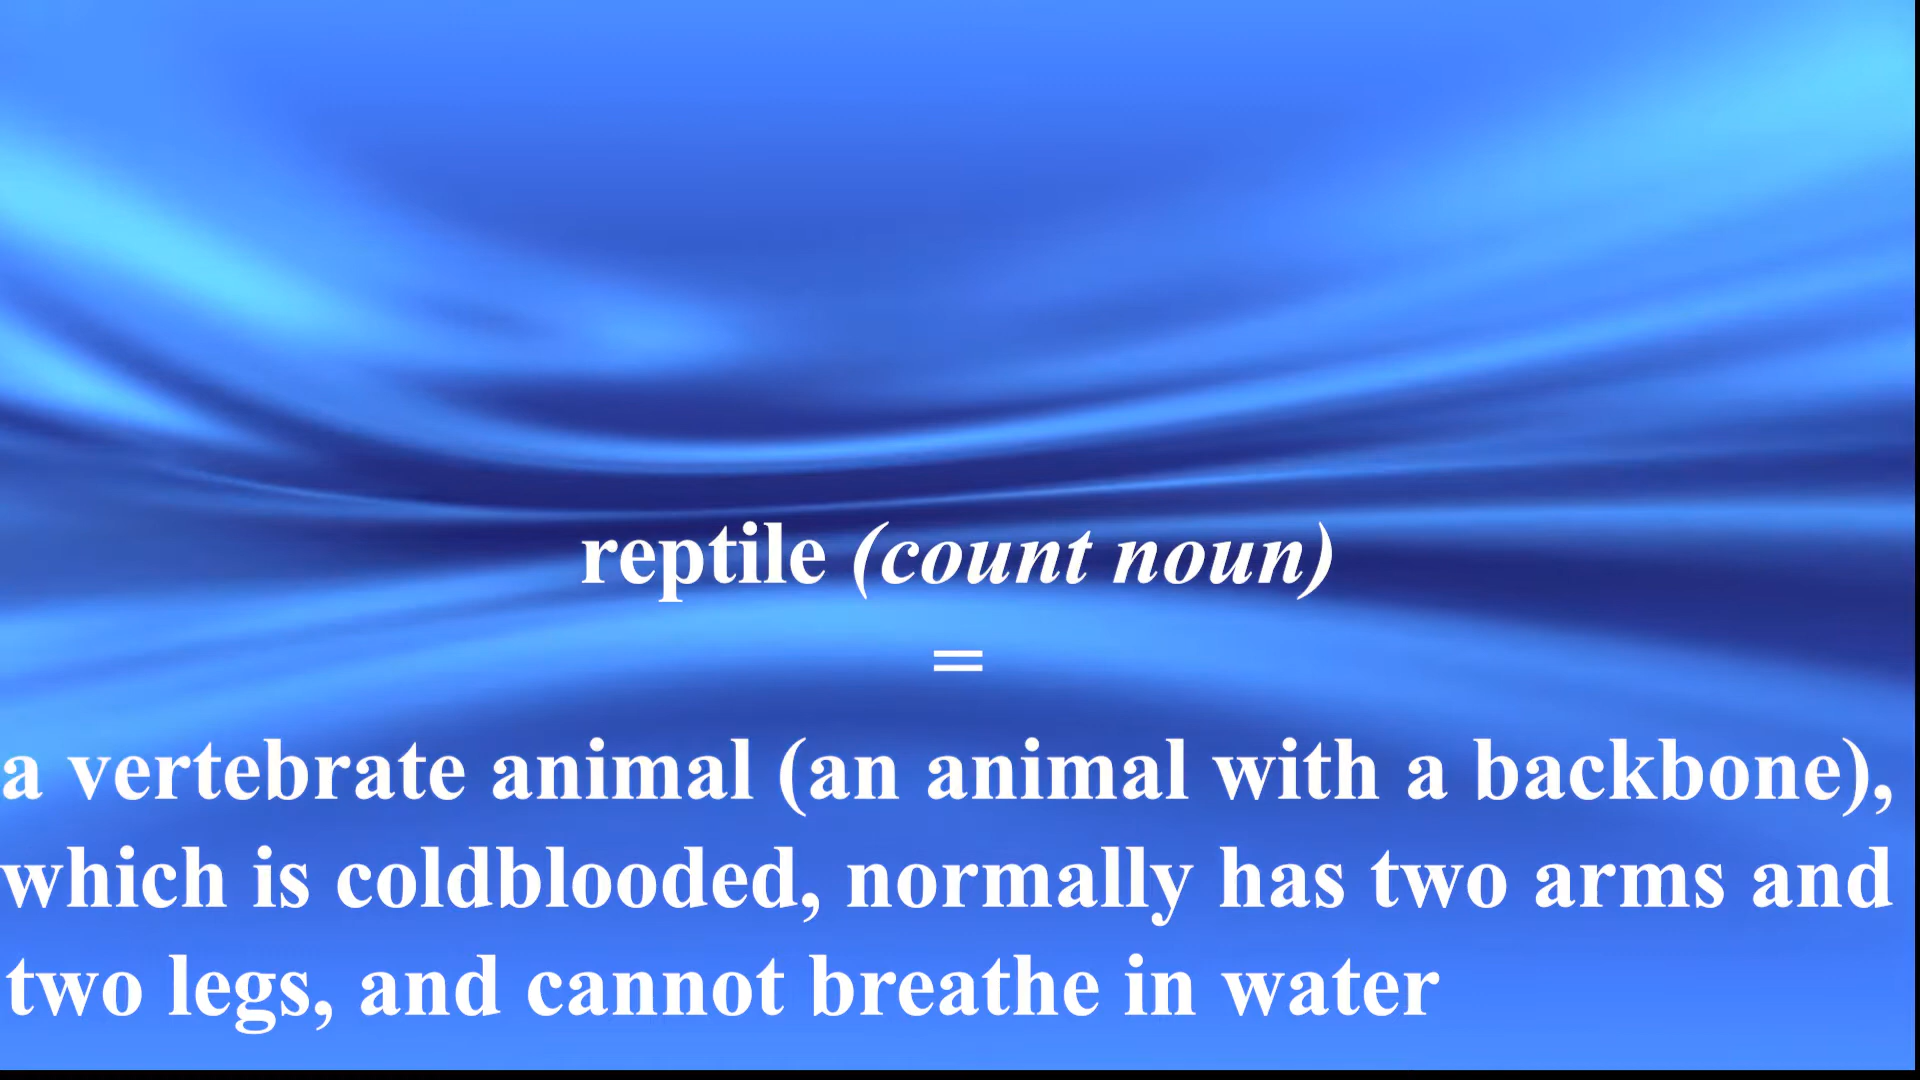 reptile (count noun)
=
a vertebrate animal (an animal with a backbone),
which is coldblooded, normally has two arms and
two legs, and cannot breathe in water